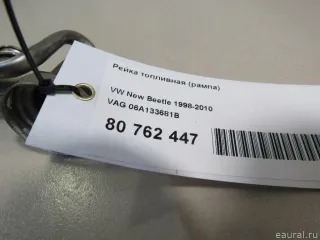 Рейка топливная (рампа)
VW New Beetle 1998-2010
VAG 06A133681B
80 762 447
eaural.ru